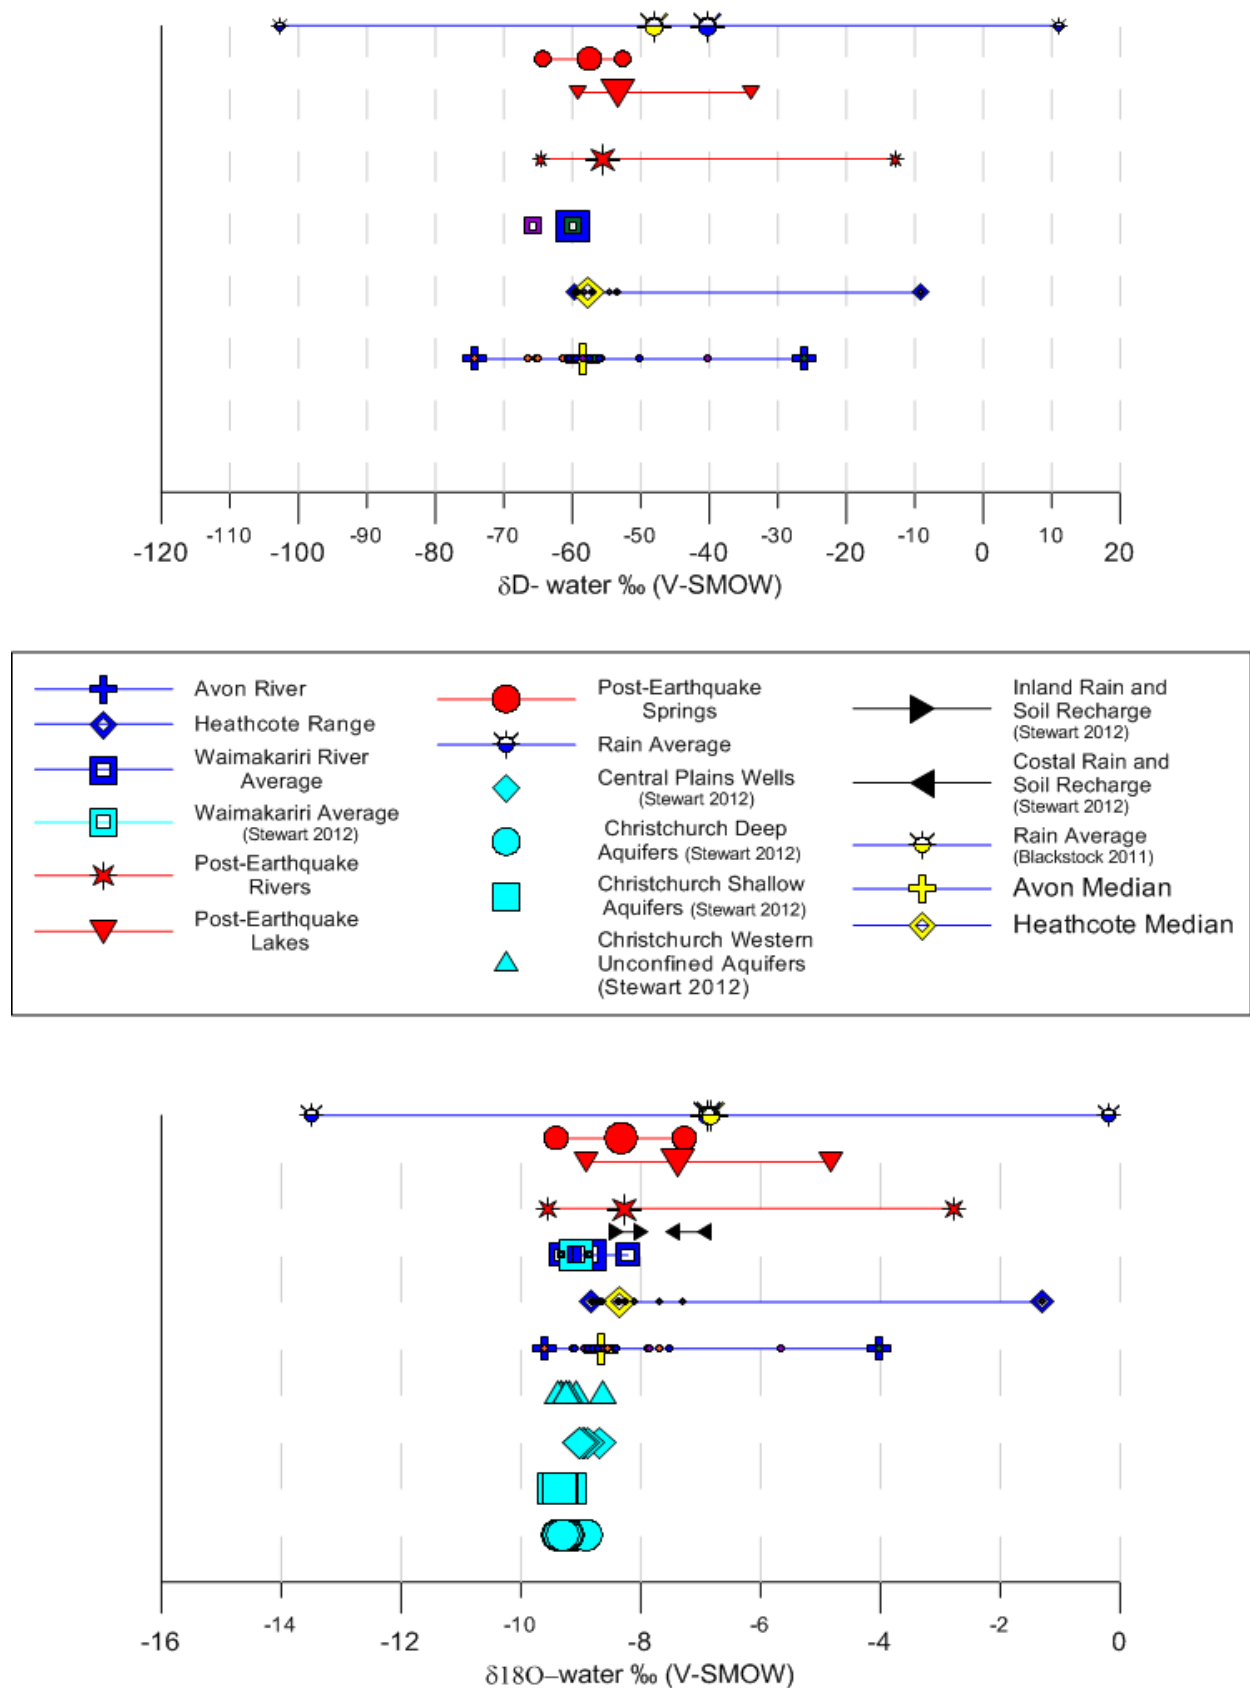 -110 -90 -70 -50 -30 -10 10
-120 -100 -80 -60 -40 -20 0 20
δD- water ‰ (V-SMOW)
Avon River
Heathcote Range
Waimakariri River
Average
Waimakariri Average
(Stewart 2012)
Post-Earthquake
Rivers
Post-Earthquake
Lakes
Post-Earthquake
Springs
Rain Average
Central Plains Wells
(Stewart 2012)
Christchurch Deep
Aquifers (Stewart 2012)
Christchurch Shallow
Aquifers (Stewart 2012)
Christchurch Western
Unconfined Aquifers
(Stewart 2012)
Inland Rain and
Soil Recharge
(Stewart 2012)
Costal Rain and
Soil Recharge
(Stewart 2012)
Rain Average
(Blackstock 2011)
Avon Median
Heathcote Median
-14 -12 -10 -8 -6 -4 -2 0
-16 -12 -8 -4 0
δ18O–water ‰ (V-SMOW)